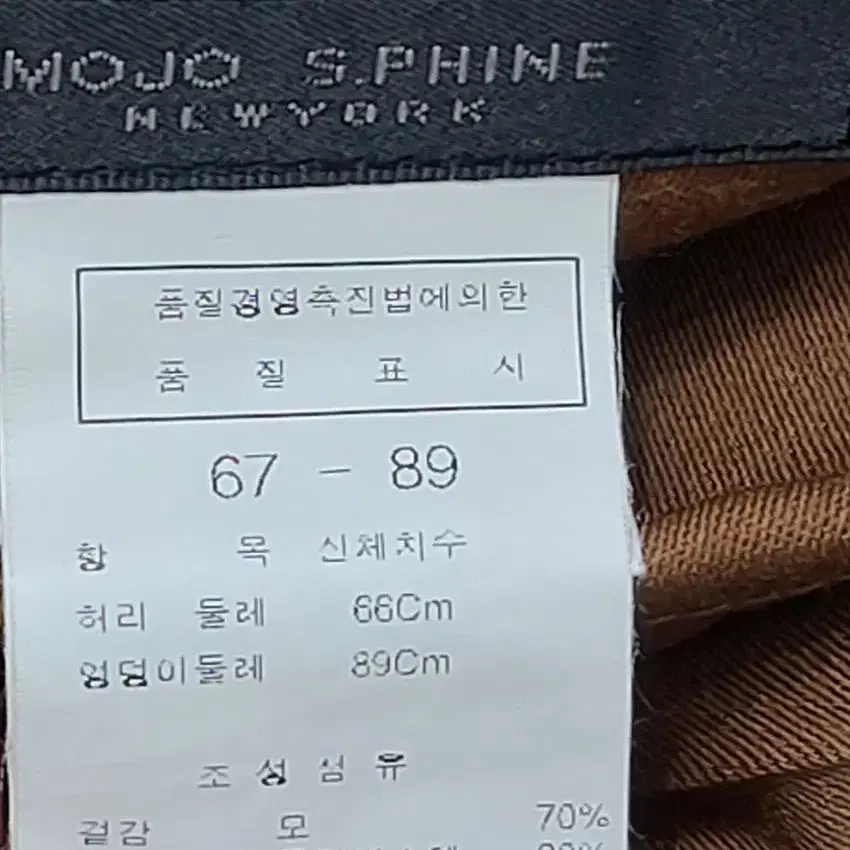 MOJO S.PHINE
NEWYORK
품질경영촉진법에의한
품 질 표 시
67 - 89
항 목 신체치수
허리 둘레 66Cm
엉덩이둘레 89Cm
조 성 섬 유
겉감 모 70%